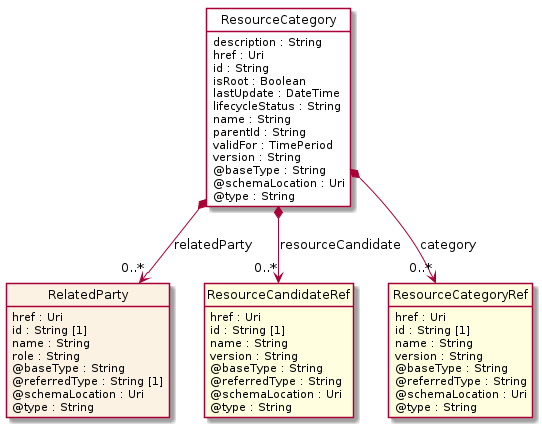 ResourceCategory
description : String
href : Uri
id : String
isRoot : Boolean
lastUpdate : DateTime
lifecycleStatus : String
name : String
parentId : String
validFor : TimePeriod
version : String
@baseType : String
@schemaLocation : Uri
@type : String
relatedParty
resourceCandidate
category
0..*
0..*
0..*
RelatedParty
href : Uri
id : String [1]
name : String
role : String
@baseType : String
@referredType : String [1]
@schemaLocation : Uri
@type : String
ResourceCandidateRef
href : Uri
id : String [1]
name : String
version : String
@baseType : String
@referredType : String
@schemaLocation : Uri
@type : String
ResourceCategoryRef
href : Uri
id : String [1]
name : String
version : String
@baseType : String
@referredType : String
@schemaLocation : Uri
@type : String